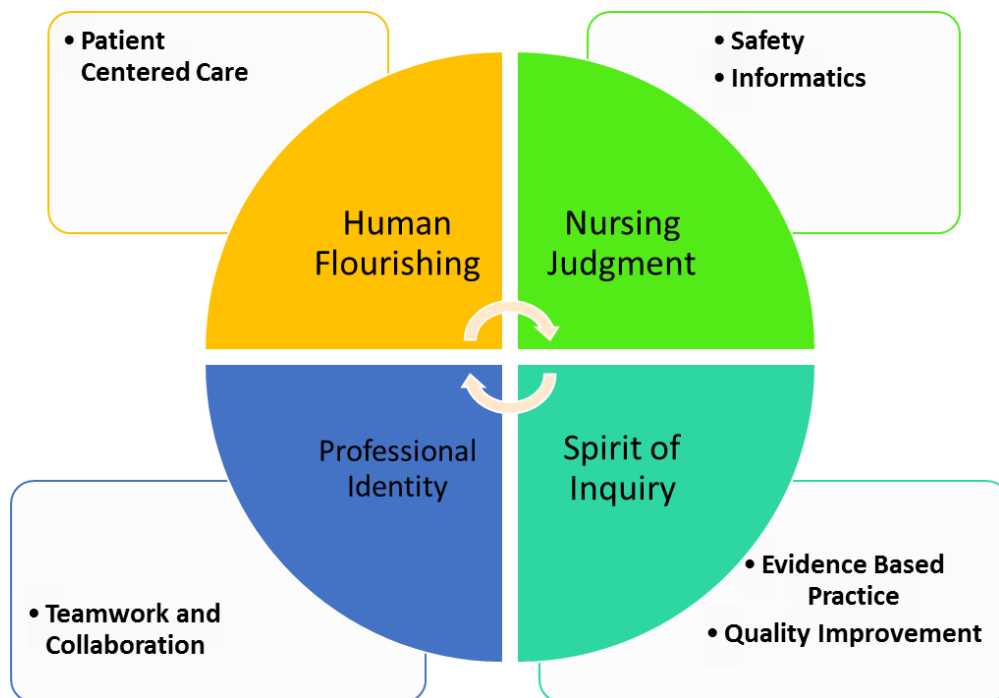 • Patient
Centered Care
• Safety
• Informatics
Human
Flourishing
Nursing
Judgment
Professional
Identity
Spirit of
Inquiry
• Teamwork and
Collaboration
• Evidence Based
Practice
• Quality Improvement